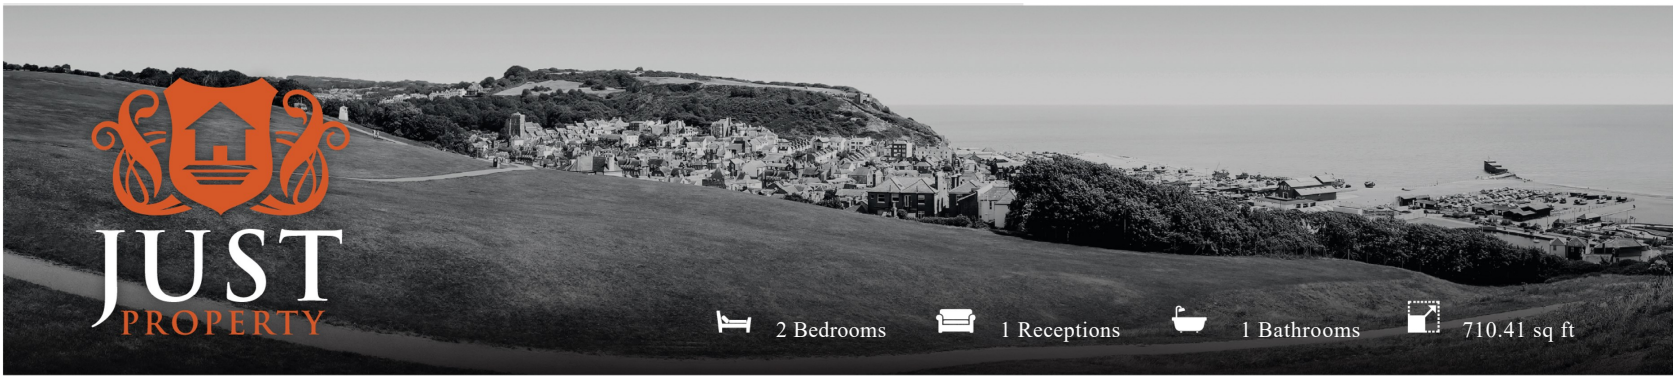 JUST
PROPERTY
2 Bedrooms
1 Receptions
1 Bathrooms
710.41 sq ft